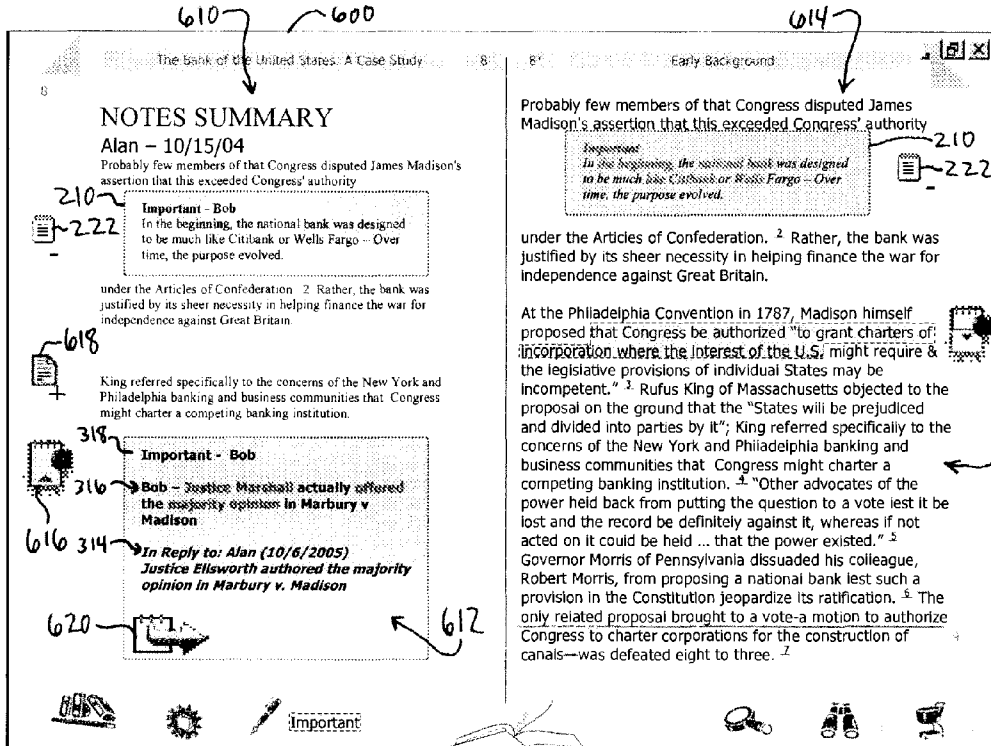 610 600 614
The Bank of the United States: A Case Study 8
8
NOTES SUMMARY
Alan – 10/15/04
Probably few members of that Congress disputed James Madison's
assertion that this exceeded Congress' authority
210
222
-
Important - Bob
In the beginning, the national bank was designed
to be much like Citibank or Wells Fargo – Over
time, the purpose evolved.
under the Articles of Confederation 2 Rather, the bank was
justified by its sheer necessity in helping finance the war for
independence against Great Britain.
618
+
King referred specifically to the concerns of the New York and
Philadelphia banking and business communities that Congress
might charter a competing banking institution.
318
Important - Bob
316
Bob – Justice Marshall actually offered
the majority opinion in Marbury v
Madison
616 314
In Reply to: Alan (10/6/2005)
Justice Ellsworth authored the majority
opinion in Marbury v. Madison
620
612
Important
8 Early Background
Probably few members of that Congress disputed James
Madison's assertion that this exceeded Congress' authority
Important
In the beginning, the national bank was designed
to be much like Citibank or Wells Fargo – Over
time, the purpose evolved.
210
222
-
under the Articles of Confederation. 2 Rather, the bank was
justified by its sheer necessity in helping finance the war for
independence against Great Britain.
At the Philadelphia Convention in 1787, Madison himself
proposed that Congress be authorized "to grant charters of
incorporation where the interest of the U.S. might require &
the legislative provisions of individual States may be
incompetent." 3 Rufus King of Massachusetts objected to the
proposal on the ground that the "States will be prejudiced
and divided into parties by it"; King referred specifically to the
concerns of the New York and Philadelphia banking and
business communities that Congress might charter a
competing banking institution. 4 "Other advocates of the
power held back from putting the question to a vote lest it be
lost and the record be definitely against it, whereas if not
acted on it could be held ... that the power existed." 5
Governor Morris of Pennsylvania dissuaded his colleague,
Robert Morris, from proposing a national bank lest such a
provision in the Constitution jeopardize its ratification. 6 The
only related proposal brought to a vote-a motion to authorize
Congress to charter corporations for the construction of
canals—was defeated eight to three. 7